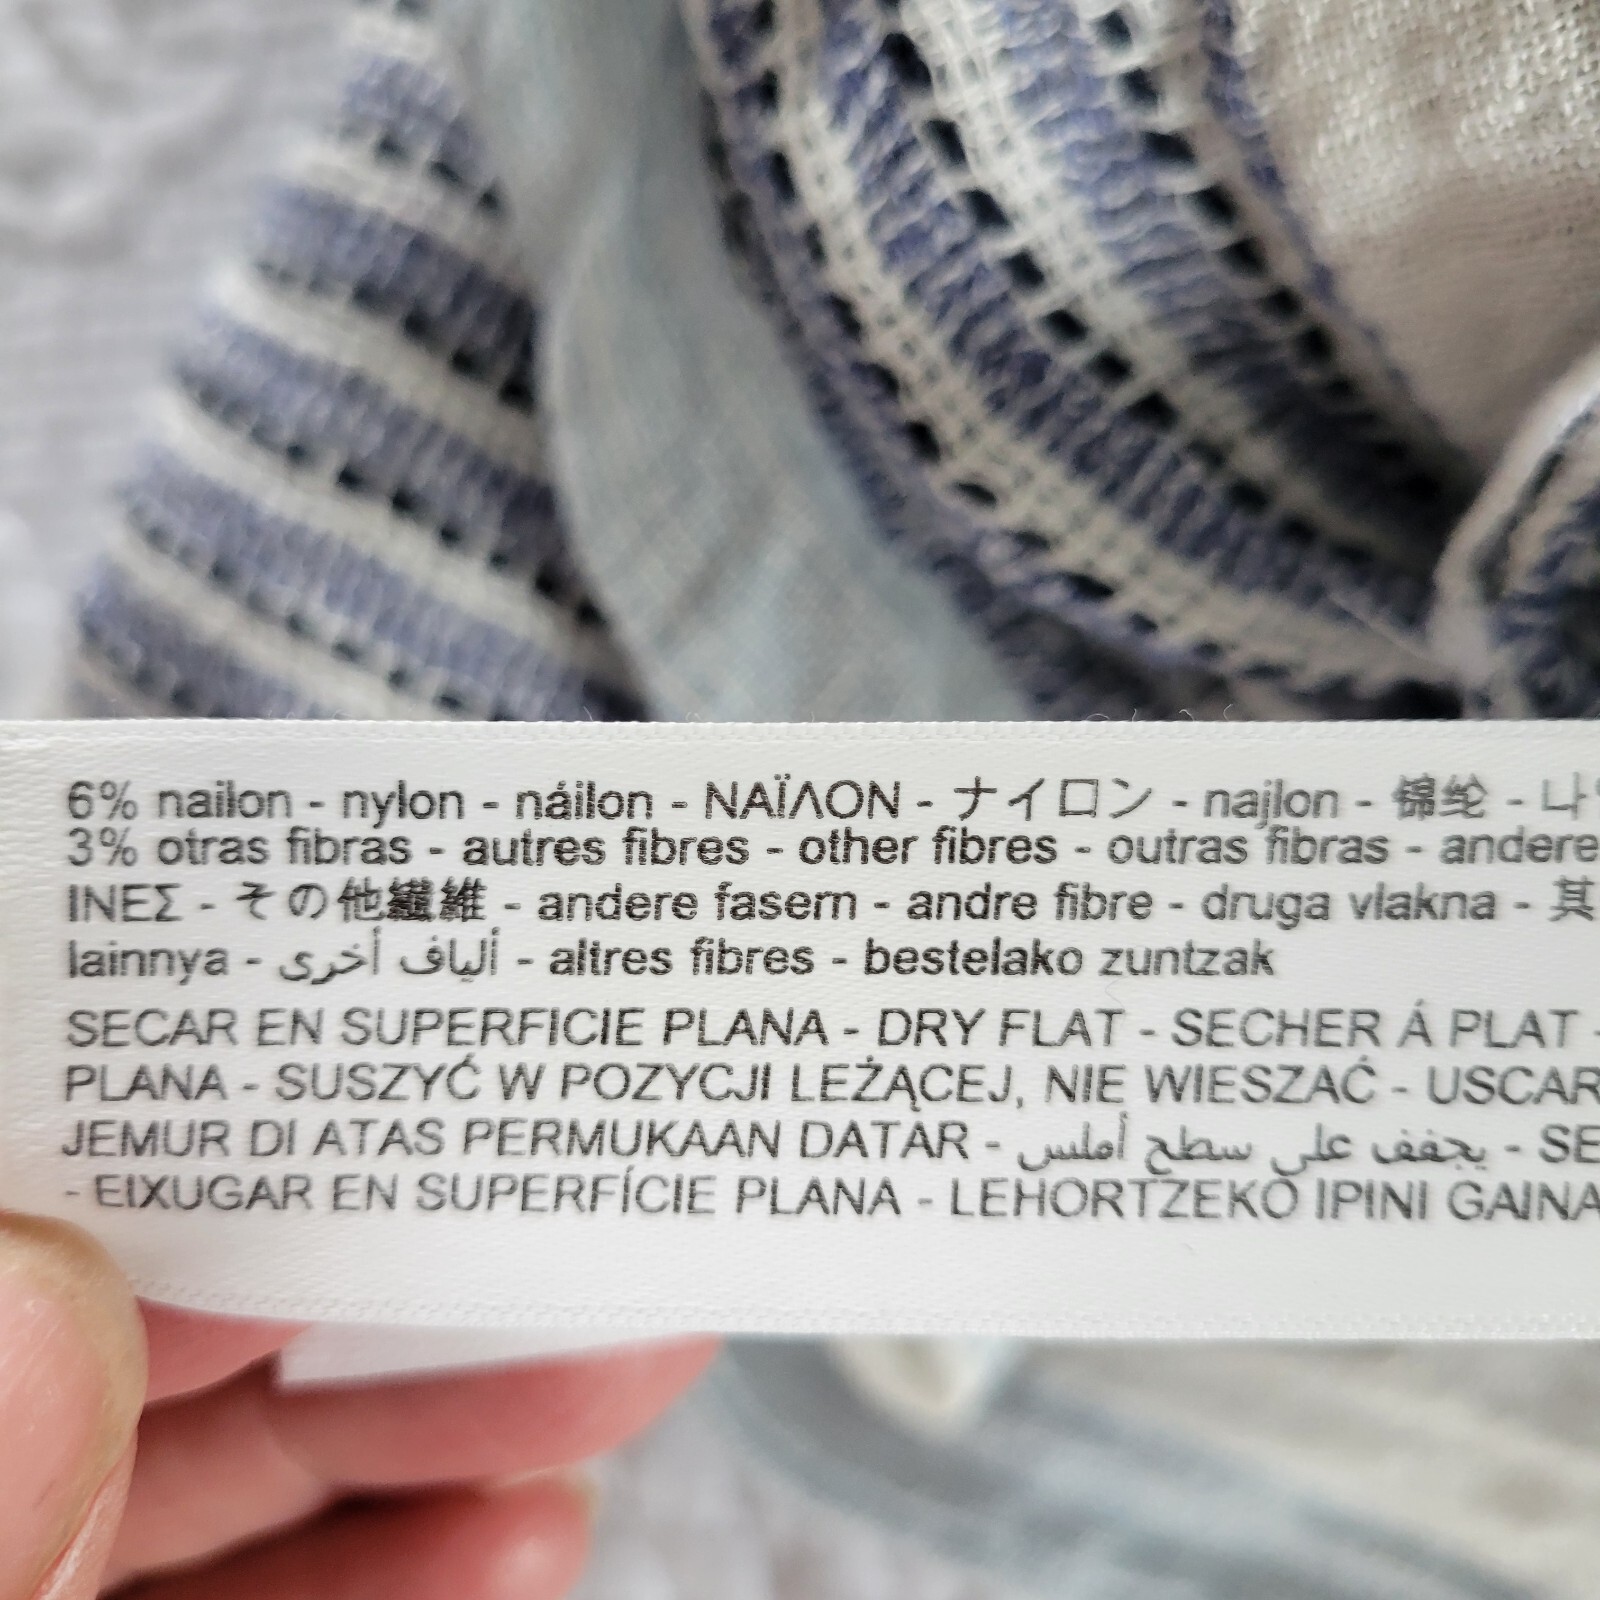 6% nailon - nylon - náilon - ΝΑΪΛΟΝ - ナイロン - najlon - 锦纶 -
3% otras fibras - autres fibres - other fibres - outras fibras - andere
ΙΝΕΣ - その他繊維 - andere fasern - andre fibre - druga vlakna - 其
lainnya - ألياف أخرى - altres fibres - bestelako zuntzak
SECAR EN SUPERFICIE PLANA - DRY FLAT - SECHER Á PLAT -
PLANA - SUSZYĆ W POZYCJI LEŻĄCEJ, NIE WIESZAĆ - USCAR
JEMUR DI ATAS PERMUKAAN DATAR - يجفف على سطح أملس - SE
- EIXUGAR EN SUPERFÍCIE PLANA - LEHORTZEKO IPINI GAINA